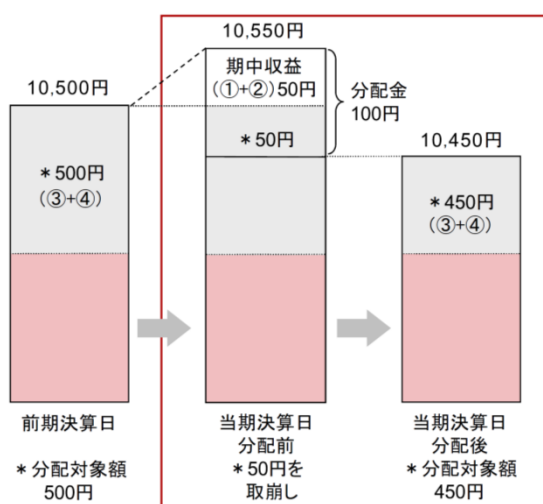 10,550円
10,500円
期中収益
(①+②)50円
分配金
100円
＊50円
10,450円
＊500円
(③+④)
＊450円
(③+④)
前期決算日
＊分配対象額
500円
当期決算日
分配前
＊50円を
取崩し
当期決算日
分配後
＊分配対象額
450円